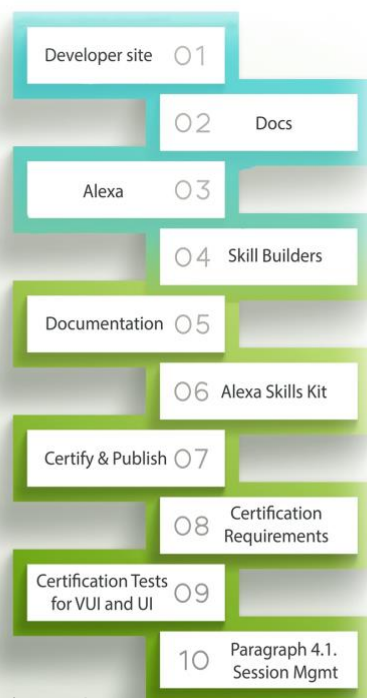 Developer site 01
02 Docs
Alexa 03
04 Skill Builders
Documentation 05
06 Alexa Skills Kit
Certify & Publish 07
08 Certification
Requirements
Certification Tests
for VUI and UI 09
10 Paragraph 4.1.
Session Mgmt